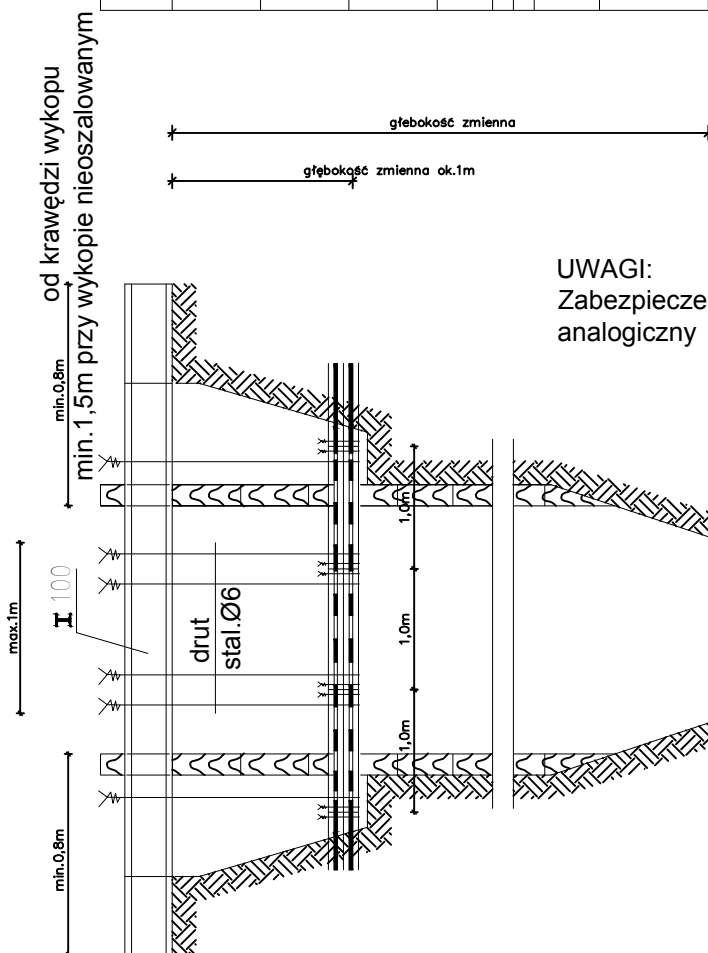 od krawędzi wykopu
min.1,5m przy wykopie nieoszalowanym
głebokość zmienna
głębokość zmienna ok.1m
UWAGI:
Zabezpiecze
analogiczny
min.0,8m
1,0m
max.1m
I 100
drut
stal.Ø6
1,0m
1,0m
min.0,8m